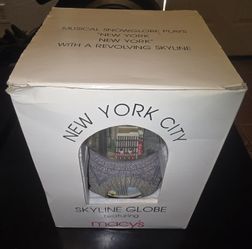 MUSICAL SNOWGLOBE PLAYS
"NEW YORK
NEW YORK"
WITH A REVOLVING SKYLINE
NEW YORK CITY
SKYLINE GLOBE
featuring
macy's